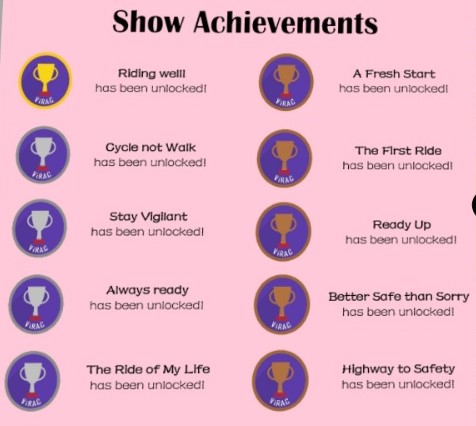 Show Achievements
Riding well!
has been unlocked!
A Fresh Start
has been unlocked!
Cycle not Walk
has been unlocked!
The First Ride
has been unlocked!
Stay Vigilant
has been unlocked!
Ready Up
has been unlocked!
Always ready
has been unlocked!
Better Safe than Sorry
has been unlocked!
The Ride of My Life
has been unlocked!
Highway to Safety
has been unlocked!
ViRAC
ViRAC
ViRAC
ViRAC
ViRAC
ViRAC
ViRAC
ViRAC
ViRAC
ViRAC